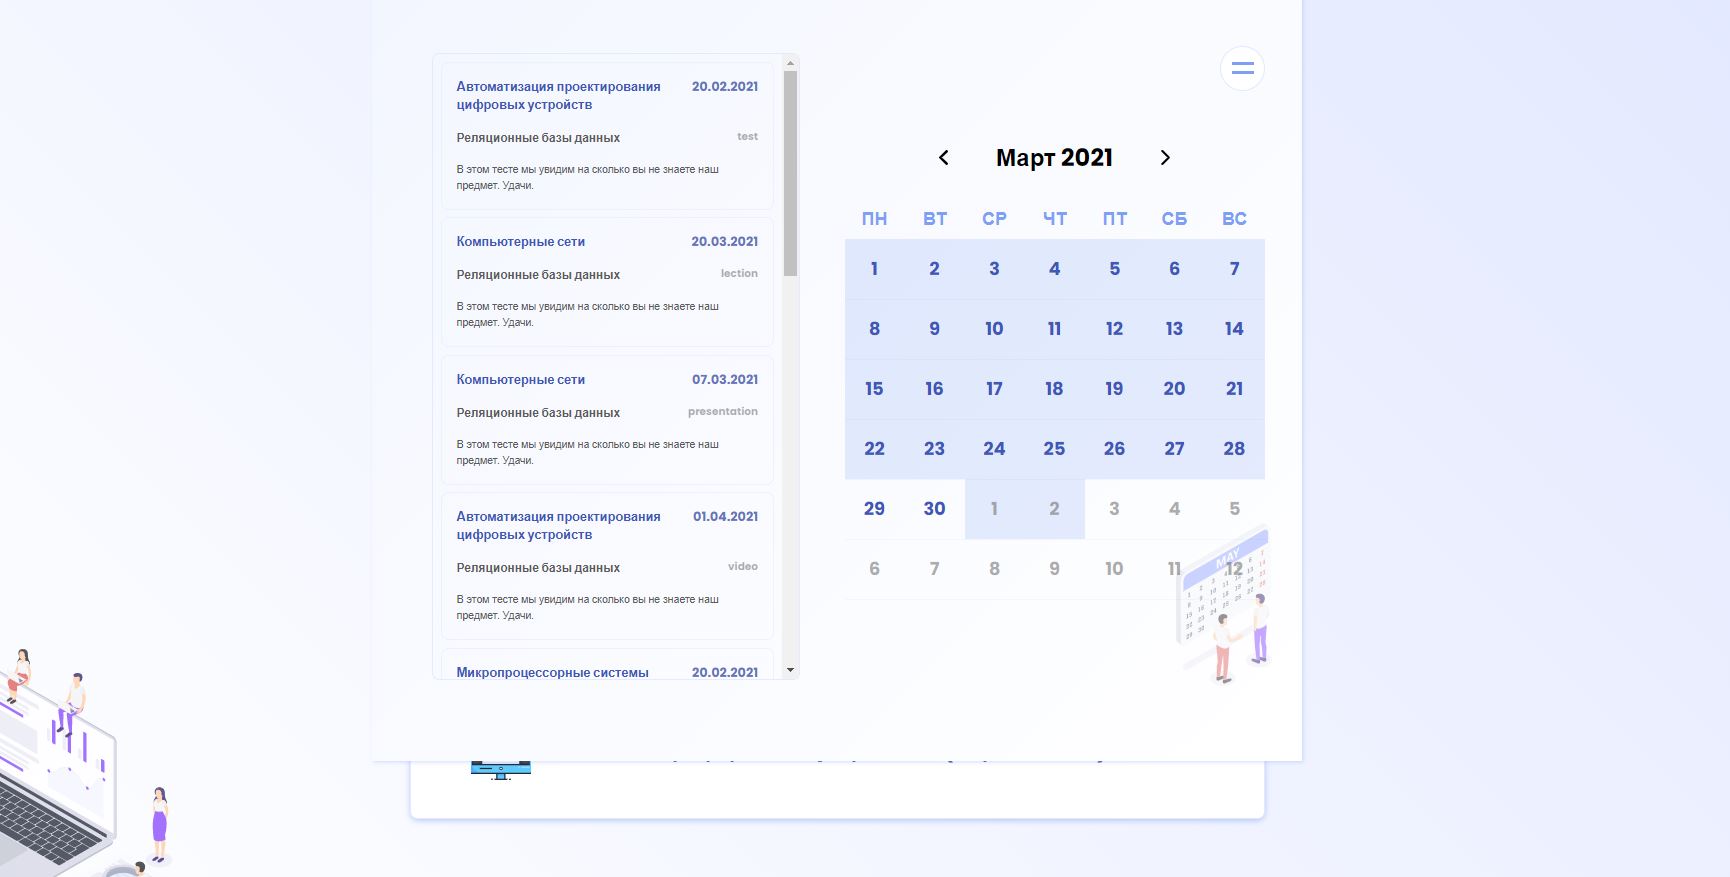 Автоматизация проектирования 20.02.2021
цифровых устройств
Реляционные базы данных test
В этом тесте мы увидим на сколько вы не знаете наш
предмет. Удачи.
Компьютерные сети 20.03.2021
Реляционные базы данных lection
В этом тесте мы увидим на сколько вы не знаете наш
предмет. Удачи.
Компьютерные сети 07.03.2021
Реляционные базы данных presentation
В этом тесте мы увидим на сколько вы не знаете наш
предмет. Удачи.
Автоматизация проектирования 01.04.2021
цифровых устройств
Реляционные базы данных video
В этом тесте мы увидим на сколько вы не знаете наш
предмет. Удачи.
Микропроцессорные системы 20.02.2021
Март 2021
ПН ВТ СР ЧТ ПТ СБ ВС
1 2 3 4 5 6 7
8 9 10 11 12 13 14
15 16 17 18 19 20 21
22 23 24 25 26 27 28
29 30 1 2 3 4 5
6 7 8 9 10 11 12
MAY